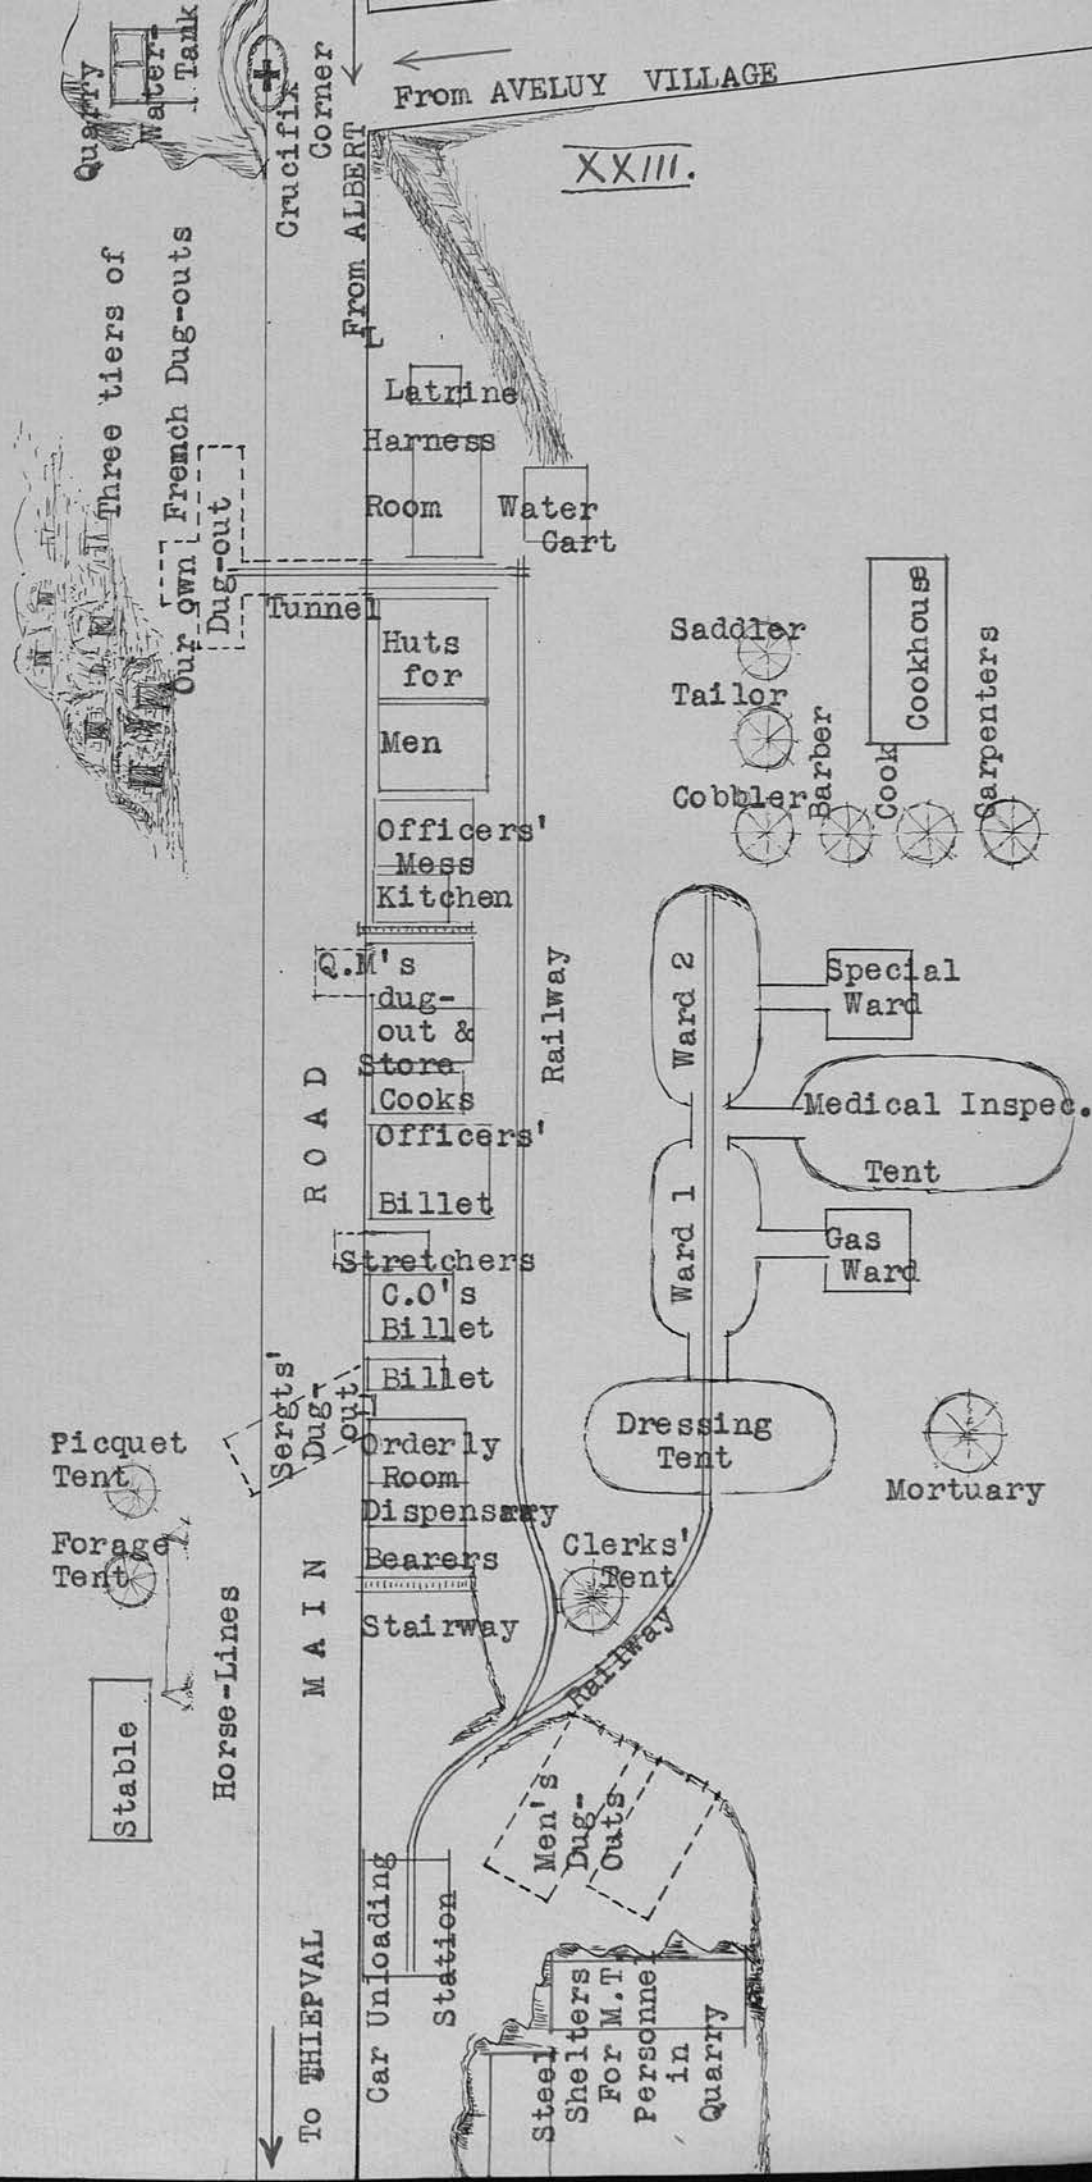 Quarry
Water-
Tank
Crucifix
Corner
From ALBERT
From AVELUY VILLAGE
XXIII.
Three tiers of
French Dug-outs
Our own
Dug-out
L
Latrine
Harness
Room
Water
Cart
Tunnel
Huts
for
Men
Officers'
Mess
Kitchen
Q.M's
dug-
out &
Store
Cooks
Officers'
Billet
Stretchers
C.O's
Billet
Billet
Sergts'
Dug-
out
Orderly
Room
Dispensary
Bearers
Stairway
Railway
Saddler
Tailor
Cobbler
Barber
Cook
Cookhouse
Carpenters
Ward 2
Special
Ward
Medical Inspec.
Tent
Ward 1
Gas
Ward
Dressing
Tent
Mortuary
Clerks'
Tent
Railway
Picquet
Tent
Forage
Tent
Horse-Lines
Stable
MAIN ROAD
To THIEPVAL
Car Unloading
Station
Men's
Dug-
Outs
Steel
Shelters
For M.T.
Personnel
in
Quarry